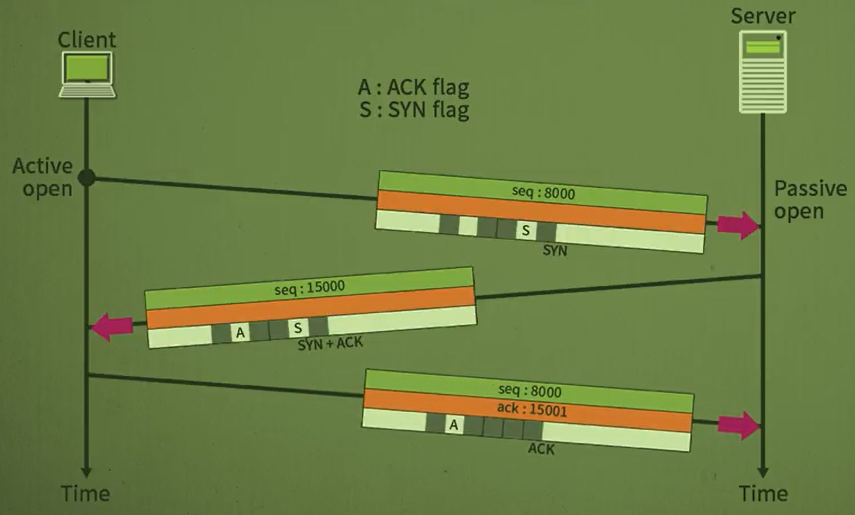 Client
Server
A : ACK flag
S : SYN flag
Active
open
seq : 8000
S
SYN
Passive
open
seq : 15000
A
S
SYN + ACK
seq : 8000
ack : 15001
A
ACK
Time
Time